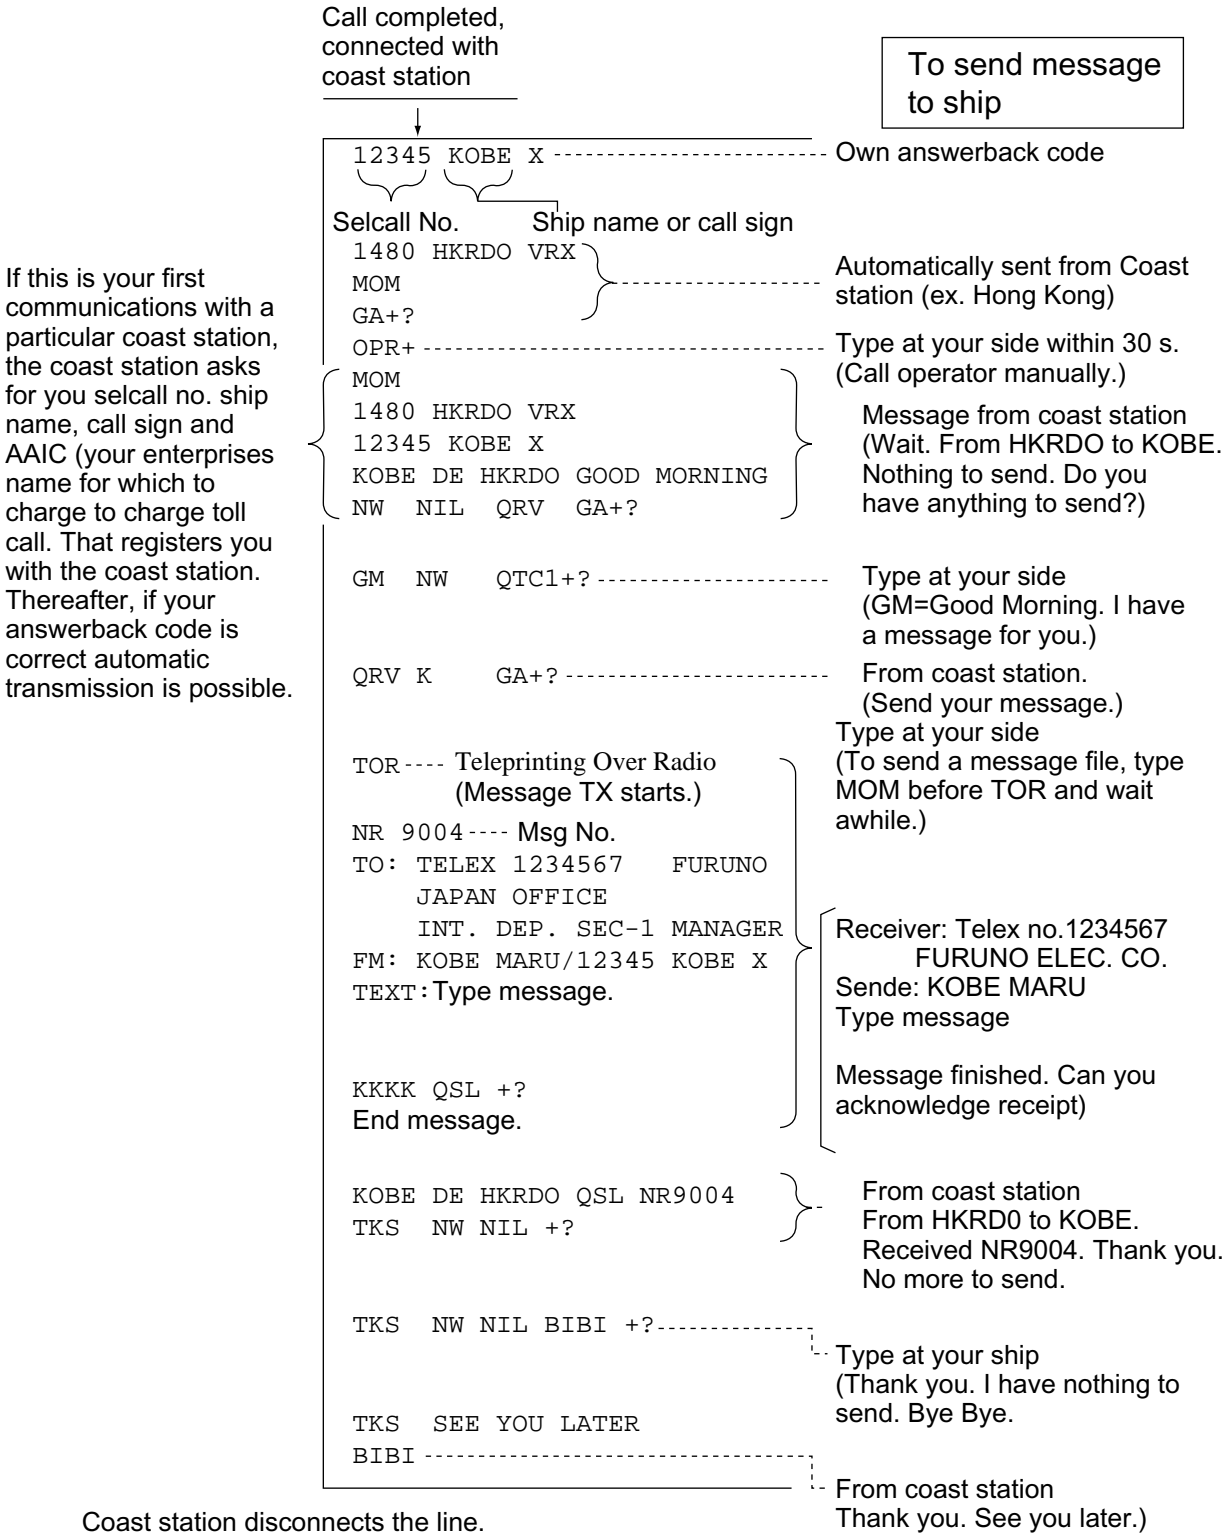 Call completed,
connected with
coast station
To send message
to ship
12345 KOBE X
Own answerback code
Selcall No.
Ship name or call sign
1480 HKRDO VRX
MOM
GA+?
Automatically sent from Coast
station (ex. Hong Kong)
OPR+
Type at your side within 30 s.
(Call operator manually.)
If this is your first
communications with a
particular coast station,
the coast station asks
for you selcall no. ship
name, call sign and
AAIC (your enterprises
name for which to
charge to charge toll
call. That registers you
with the coast station.
Thereafter, if your
answerback code is
correct automatic
transmission is possible.
MOM
1480 HKRDO VRX
12345 KOBE X
KOBE DE HKRDO GOOD MORNING
NW NIL QRV GA+?
Message from coast station
(Wait. From HKRDO to KOBE.
Nothing to send. Do you
have anything to send?)
GM NW QTC1+?
Type at your side
(GM=Good Morning. I have
a message for you.)
QRV K GA+?
From coast station.
(Send your message.)
Type at your side
(To send a message file, type
MOM before TOR and wait
awhile.)
TOR Teleprinting Over Radio
(Message TX starts.)
NR 9004 Msg No.
TO: TELEX 1234567 FURUNO
JAPAN OFFICE
INT. DEP. SEC-1 MANAGER
FM: KOBE MARU/12345 KOBE X
TEXT:Type message.
KKKK QSL +?
End message.
Receiver: Telex no.1234567
FURUNO ELEC. CO.
Sende: KOBE MARU
Type message
Message finished. Can you
acknowledge receipt)
KOBE DE HKRDO QSL NR9004
TKS NW NIL +?
From coast station
From HKRD0 to KOBE.
Received NR9004. Thank you.
No more to send.
TKS NW NIL BIBI +?
Type at your ship
(Thank you. I have nothing to
send. Bye Bye.
TKS SEE YOU LATER
BIBI
From coast station
Thank you. See you later.)
Coast station disconnects the line.